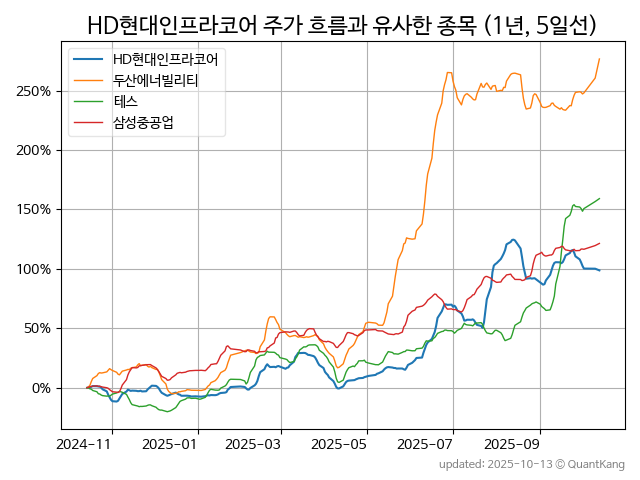 HD현대인프라코어 주가 흐름과 유사한 종목 (1년, 5일선)
HD현대인프라코어
두산에너빌리티
테스
삼성중공업
250%
200%
150%
100%
50%
0%
2024-11 2025-01 2025-03 2025-05 2025-07 2025-09
updated: 2025-10-13 © QuantKang